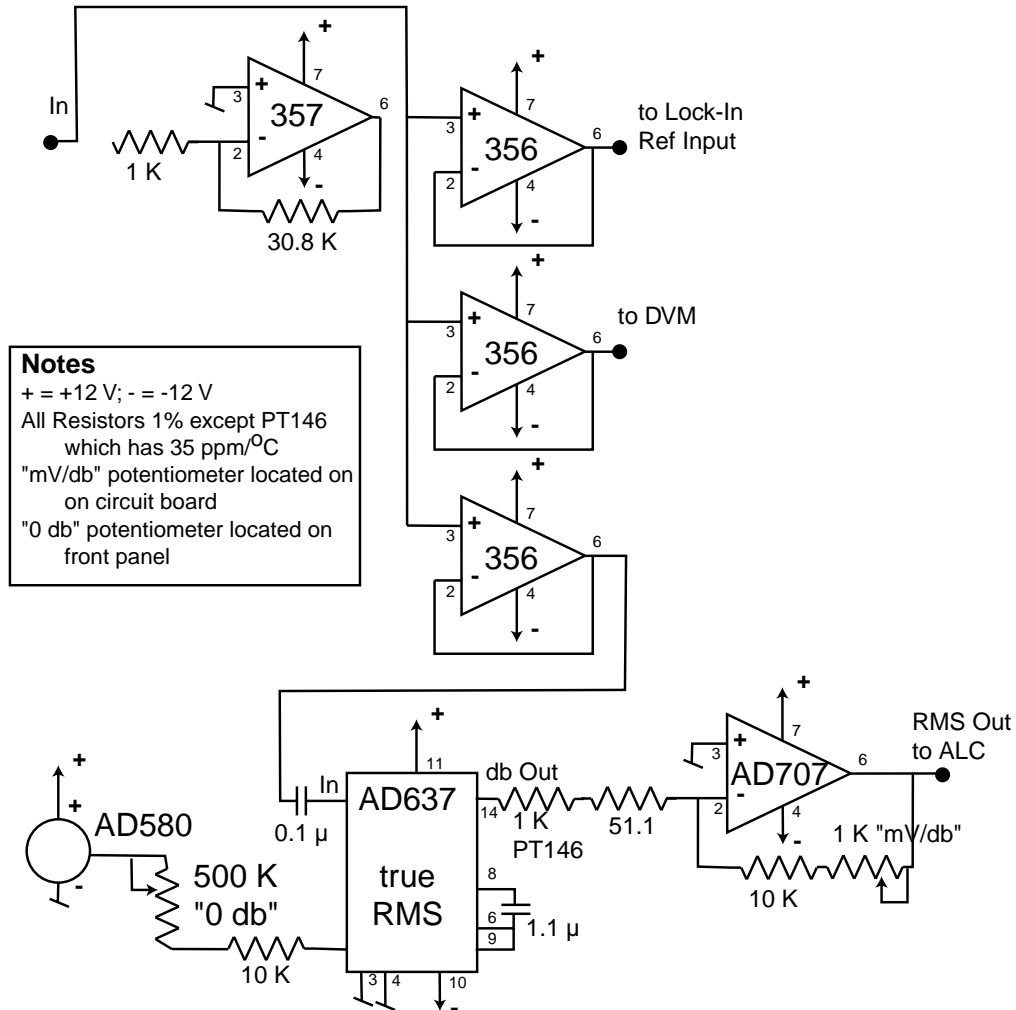 In
1 K
+
7
3
+
357
6
-
2
4
-
30.8 K
+
7
3
+
356
6
-
2
4
-
to Lock-In
Ref Input
+
7
3
+
356
6
-
2
4
-
to DVM
Notes
+ = +12 V; - = -12 V
All Resistors 1% except PT146
which has 35 ppm/ºC
"mV/db" potentiometer located on
on circuit board
"0 db" potentiometer located on
front panel
+
7
3
+
356
6
-
2
4
-
+
11
In
AD637
0.1 µ
true
RMS
14
8
6
9
1.1 µ
3
4
10
-
db Out
1 K
PT146
51.1
+
7
3
+
AD707
6
-
2
4
-
RMS Out
to ALC
1 K "mV/db"
10 K
+
+
AD580
-
500 K
"0 db"
10 K